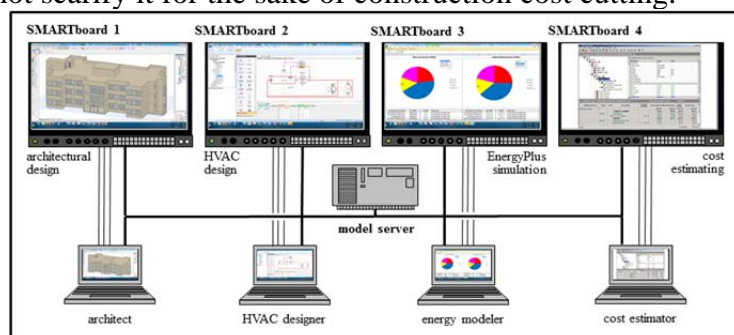 not scarify it for the sake of construction cost cutting.
SMARTboard 1 SMARTboard 2 SMARTboard 3 SMARTboard 4
architectural design
HVAC design
EnergyPlus simulation
cost estimating
model server
architect HVAC designer energy modeler cost estimator